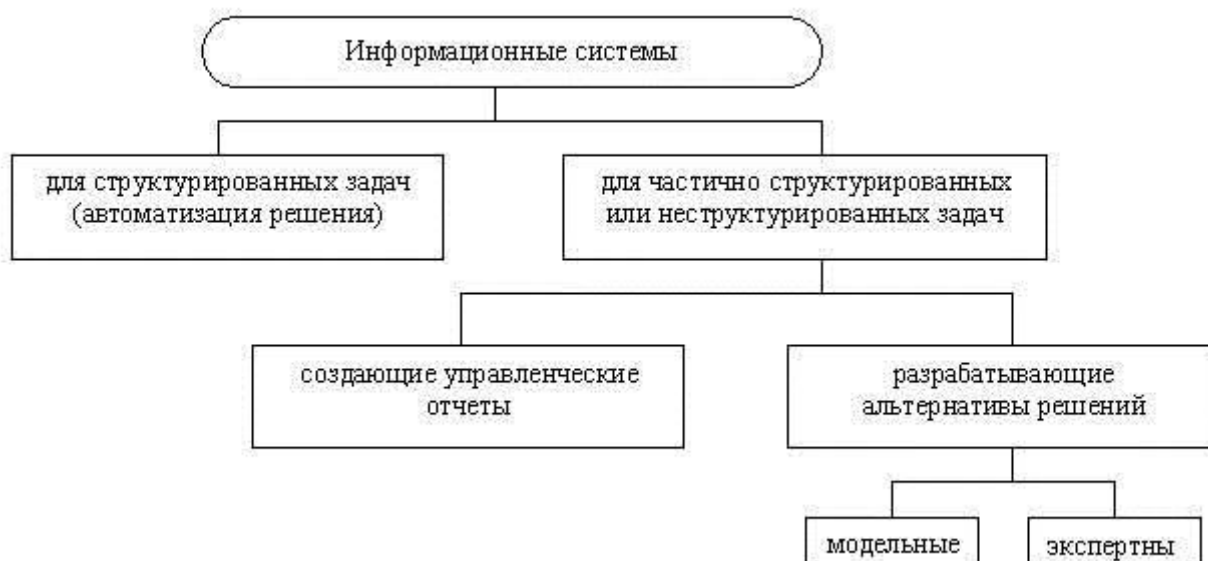 Информационные системы
для структурированных задач
(автоматизация решения)
для частично структурированных
или неструктурированных задач
создающие управленческие
отчеты
разрабатывающие
альтернативы решений
модельные
экспертны